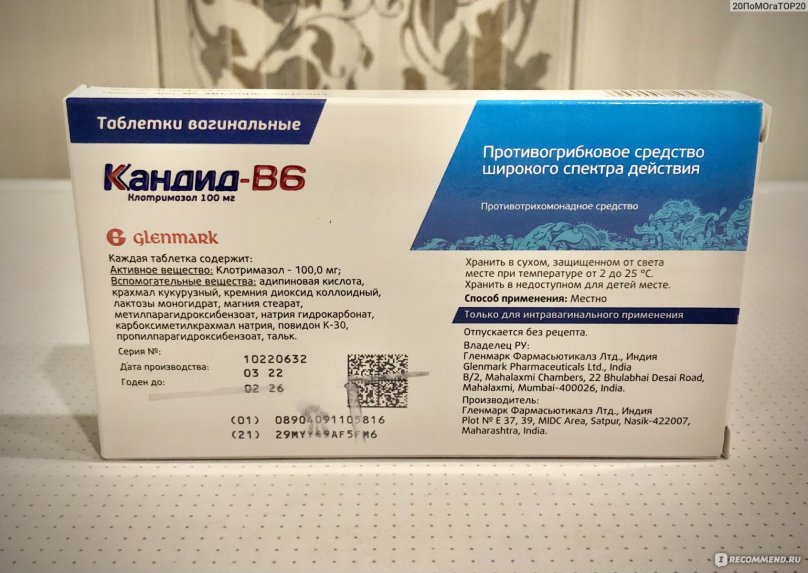 20ПоМОгаTOP20
Таблетки вагинальные
Кандид-В6
Клотримазол 100 мг
glenmark
Каждая таблетка содержит:
Активное вещество: Клотримазол - 100,0 мг;
Вспомогательные вещества: адипиновая кислота,
крахмал кукурузный, кремния диоксид коллоидный,
лактозы моногидрат, магния стеарат,
метилпарагидроксибензоат, натрия гидрокарбонат,
карбоксиметилкрахмал натрия, повидон К-30,
пропилпарагидроксибензоат, тальк.
Серия №: 10220632
Дата производства: 03 22
Годен до: 02 26
(01) 08904091105816
(21)
Противогрибковое средство
широкого спектра действия
Противотрихомонадное средство
Хранить в сухом, защищенном от света
месте при температуре от 2 до 25 °С.
Хранить в недоступном для детей месте.
Способ применения: Местно
Только для интравагинального применения
Отпускается без рецепта.
Владелец РУ:
Гленмарк Фармасьютикалз Лтд., Индия
Glenmark Pharmaceuticals Ltd., India
B/2, Mahalaxmi Chambers, 22 Bhulabhai Desai Road,
Mahalaxmi, Mumbai-400026, India.
Производитель:
Гленмарк Фармасьютикалз Лтд., Индия
Plot № E 37, 39, MIDC Area, Satpur, Nasik-422007,
Maharashtra, India.
IRECOMMEND.RU